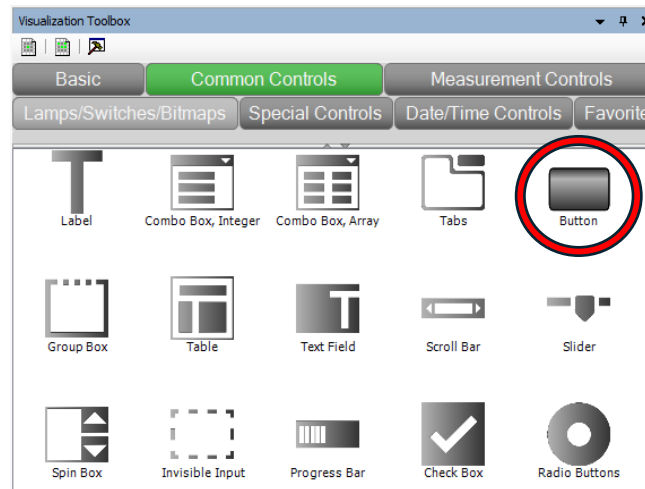 Visualization Toolbox
Basic Common Controls Measurement Controls
Lamps/Switches/Bitmaps Special Controls Date/Time Controls Favorite
Label Combo Box, Integer Combo Box, Array Tabs Button
Group Box Table Text Field Scroll Bar Slider
Spin Box Invisible Input Progress Bar Check Box Radio Buttons